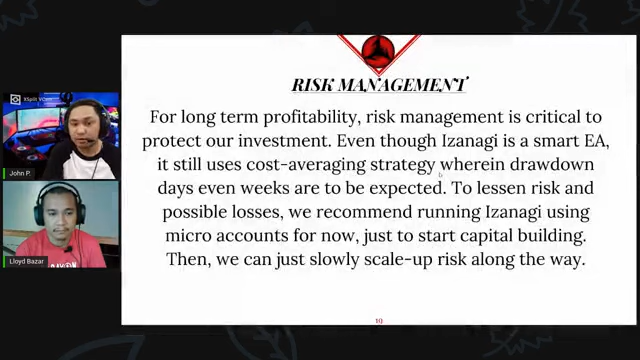 RISK MANAGEMENT
For long term profitability, risk management is critical to
protect our investment. Even though Izanagi is a smart EA,
it still uses cost-averaging strategy wherein drawdown
days even weeks are to be expected. To lessen risk and
possible losses, we recommend running Izanagi using
micro accounts for now, just to start capital building.
Then, we can just slowly scale-up risk along the way.
XSplit VCam
John P.
Lloyd Bazar